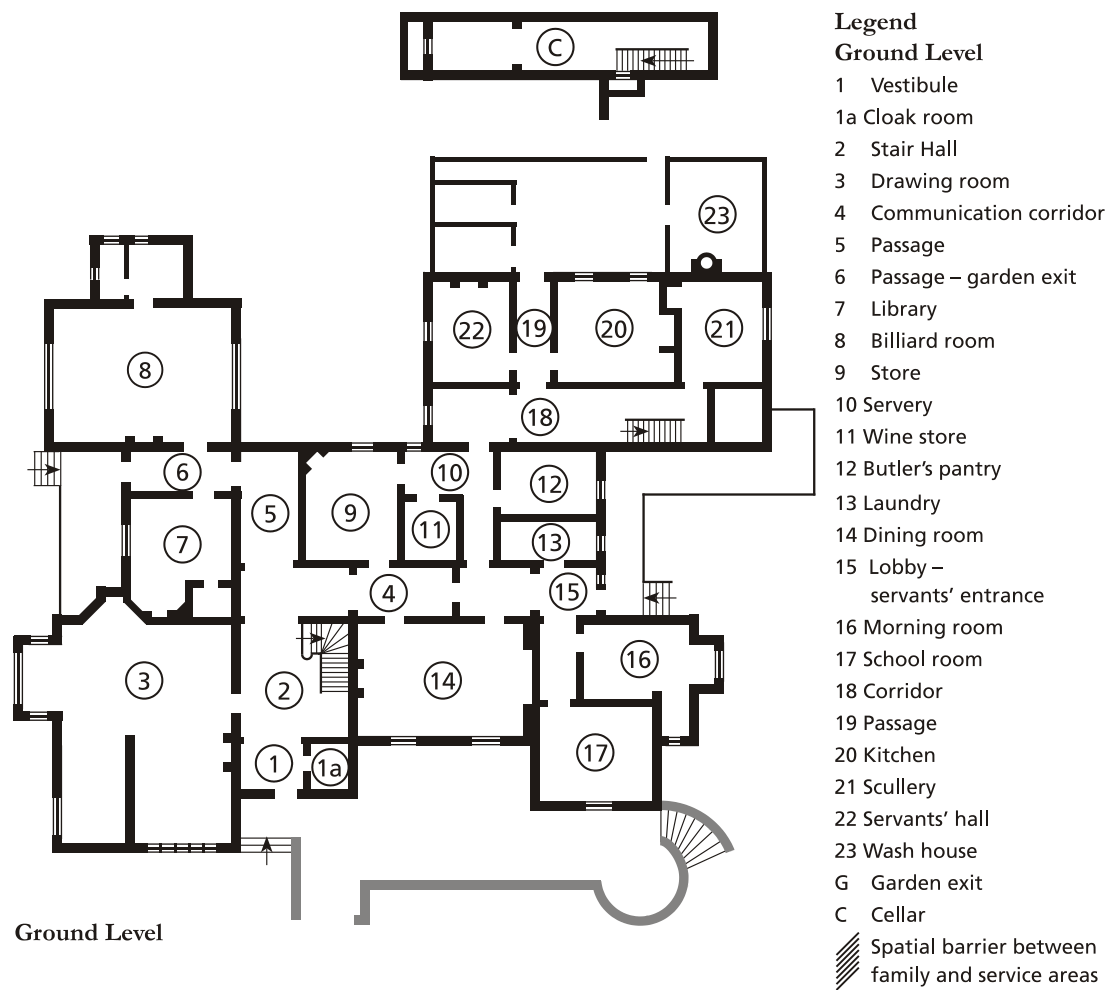 C
Legend
Ground Level
1 Vestibule
1a Cloak room
2 Stair Hall
3 Drawing room
4 Communication corridor
5 Passage
6 Passage – garden exit
7 Library
8 Billiard room
9 Store
10 Servery
11 Wine store
12 Butler’s pantry
13 Laundry
14 Dining room
15 Lobby –
servants’ entrance
16 Morning room
17 School room
18 Corridor
19 Passage
20 Kitchen
21 Scullery
22 Servants’ hall
23 Wash house
G Garden exit
C Cellar
Spatial barrier between
family and service areas
23
22
19
20
21
8
18
6
10
12
5
9
11
7
13
4
15
16
3
2
14
17
1
1a
Ground Level